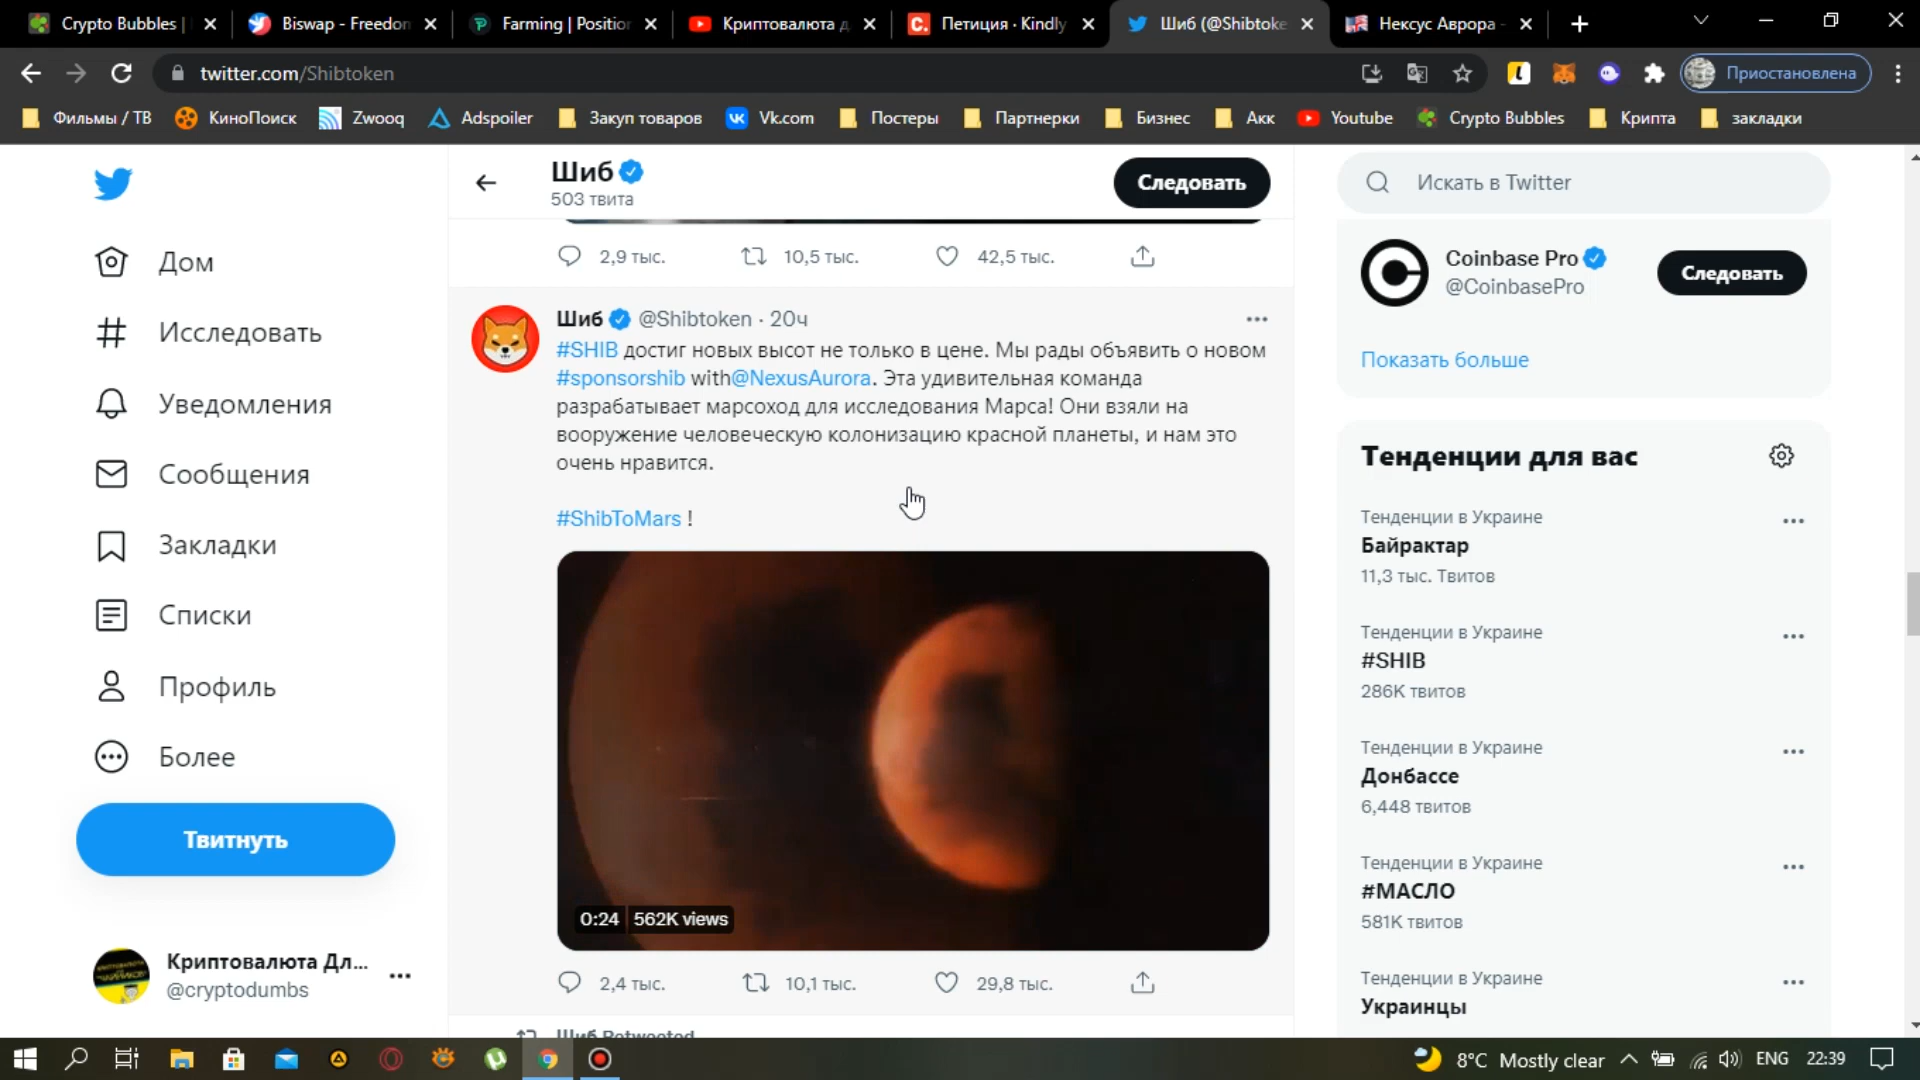 Crypto Bubbles |
Biswap - Freedom
Farming | Position
Криптовалюта д
Петиция · Kindly
Шиб (@Shibtoke
Нексус Аврора -
twitter.com/Shibtoken
Приостановлена
Фильмы / ТВ
КиноПоиск
Zwooq
Adspoiler
Закуп товаров
Vk.com
Постеры
Партнерки
Бизнес
Акк
Youtube
Crypto Bubbles
Крипта
закладки
Дом
Исследовать
Уведомления
Сообщения
Закладки
Списки
Профиль
Более
Твитнуть
Криптовалюта Дл...
@cryptodumbs
Шиб
503 твита
Следовать
2,9 тыс. 10,5 тыс. 42,5 тыс.
Шиб @Shibtoken · 20ч
#SHIB достиг новых высот не только в цене. Мы рады объявить о новом
#sponsorshib with@NexusAurora. Эта удивительная команда
разрабатывает марсоход для исследования Марса! Они взяли на
вооружение человеческую колонизацию красной планеты, и нам это
очень нравится.
#ShibToMars !
0:24 562K views
2,4 тыс. 10,1 тыс. 29,8 тыс.
Шиб Retweeted
Искать в Twitter
Coinbase Pro
@CoinbasePro
Следовать
Показать больше
Тенденции для вас
Тенденции в Украине
Байрактар
11,3 тыс. Твитов
Тенденции в Украине
#SHIB
286K твитов
Тенденции в Украине
Донбассе
6,448 твитов
Тенденции в Украине
#МАСЛО
581K твитов
Тенденции в Украине
Украинцы
8°C Mostly clear
ENG
22:39